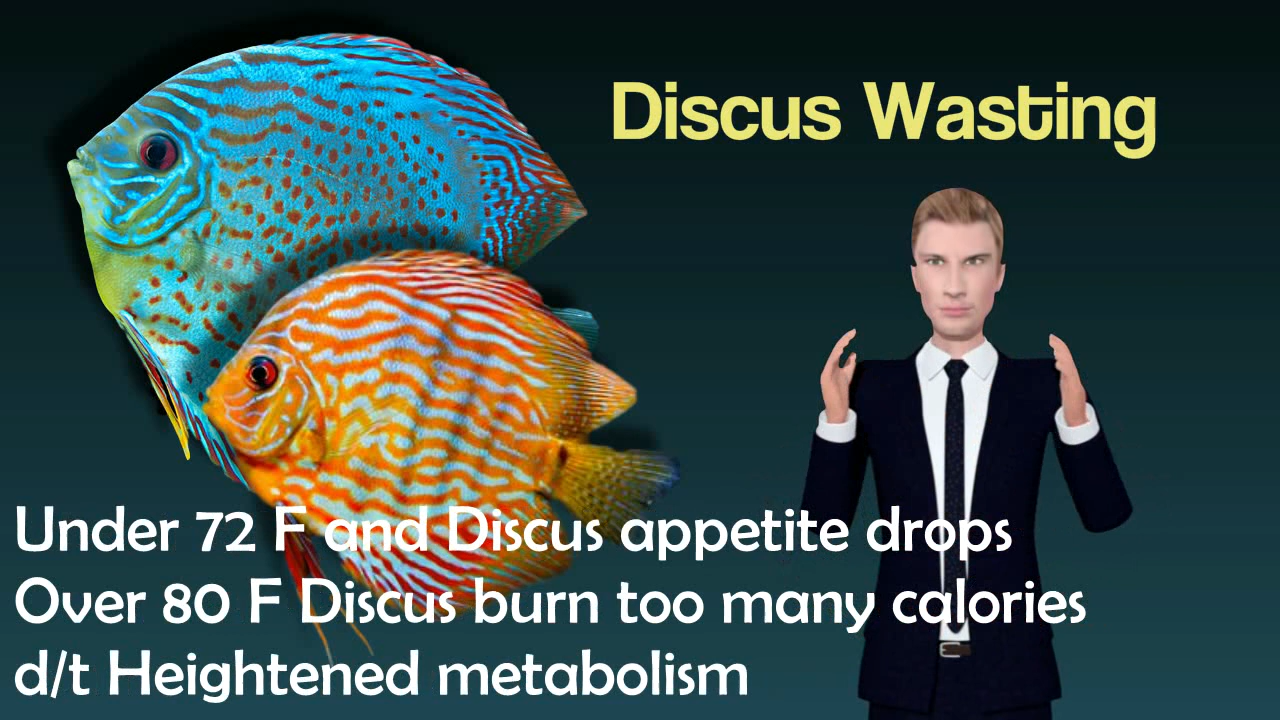 Discus Wasting
Under 72 F and Discus appetite drops
Over 80 F Discus burn too many calories
d/t Heightened metabolism